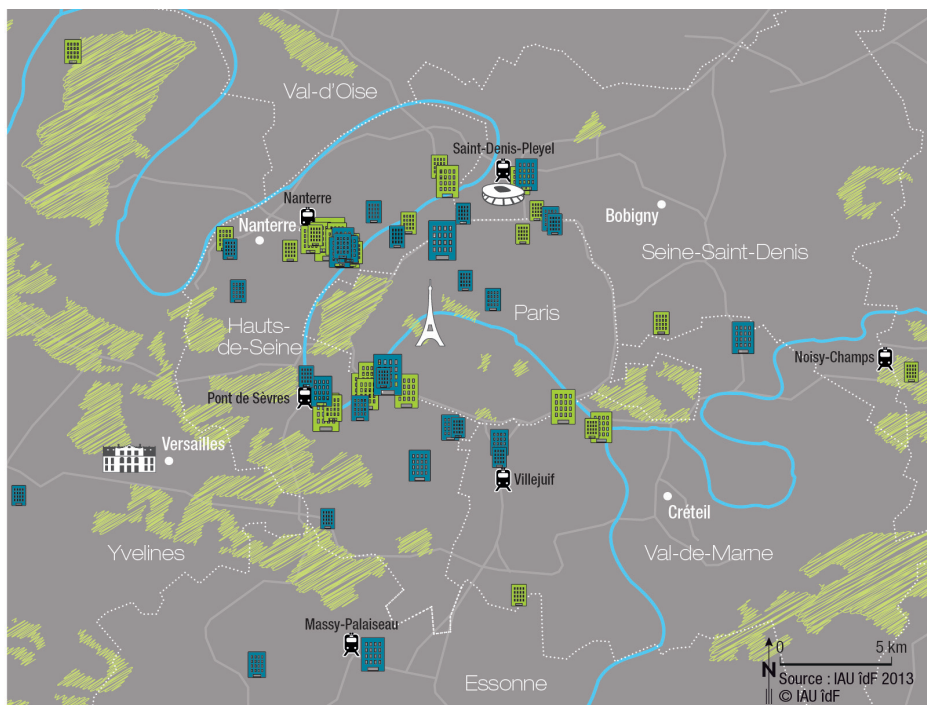 Val-d'Oise
Saint-Denis-Pleyel
Nanterre
Nanterre
Bobigny
Seine-Saint-Denis
Hauts-
de-Seine
Paris
Noisy-Champs
Pont de Sèvres
Versailles
Villejuif
Créteil
Yvelines
Val-de-Marne
Massy-Palaiseau
Essonne
0 5 km
N
Source : IAU îdF 2013
© IAU îdF